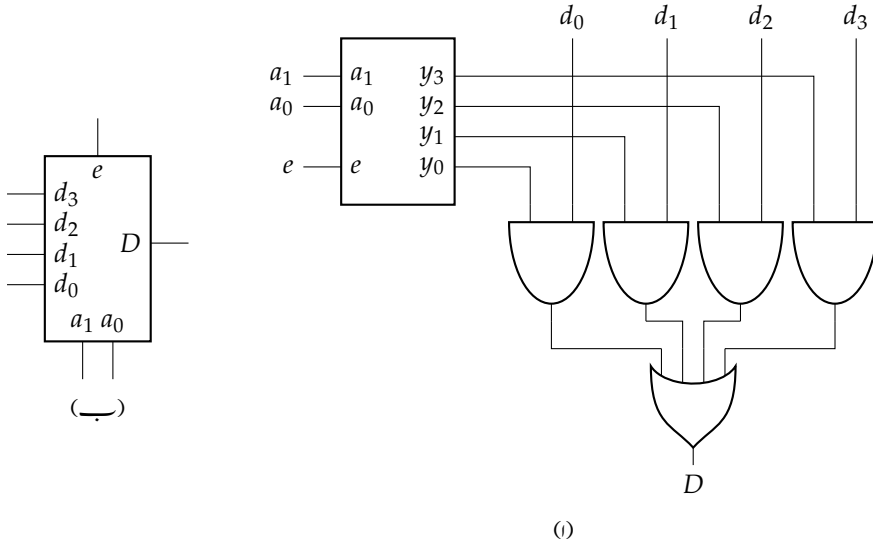 d₀ d₁ d₂ d₃
a₁ a₁ y₃
a₀ a₀ y₂
y₁
e e y₀
D
e
d₃
d₂
D
d₁
d₀
a₁ a₀
(ب)
(ا)